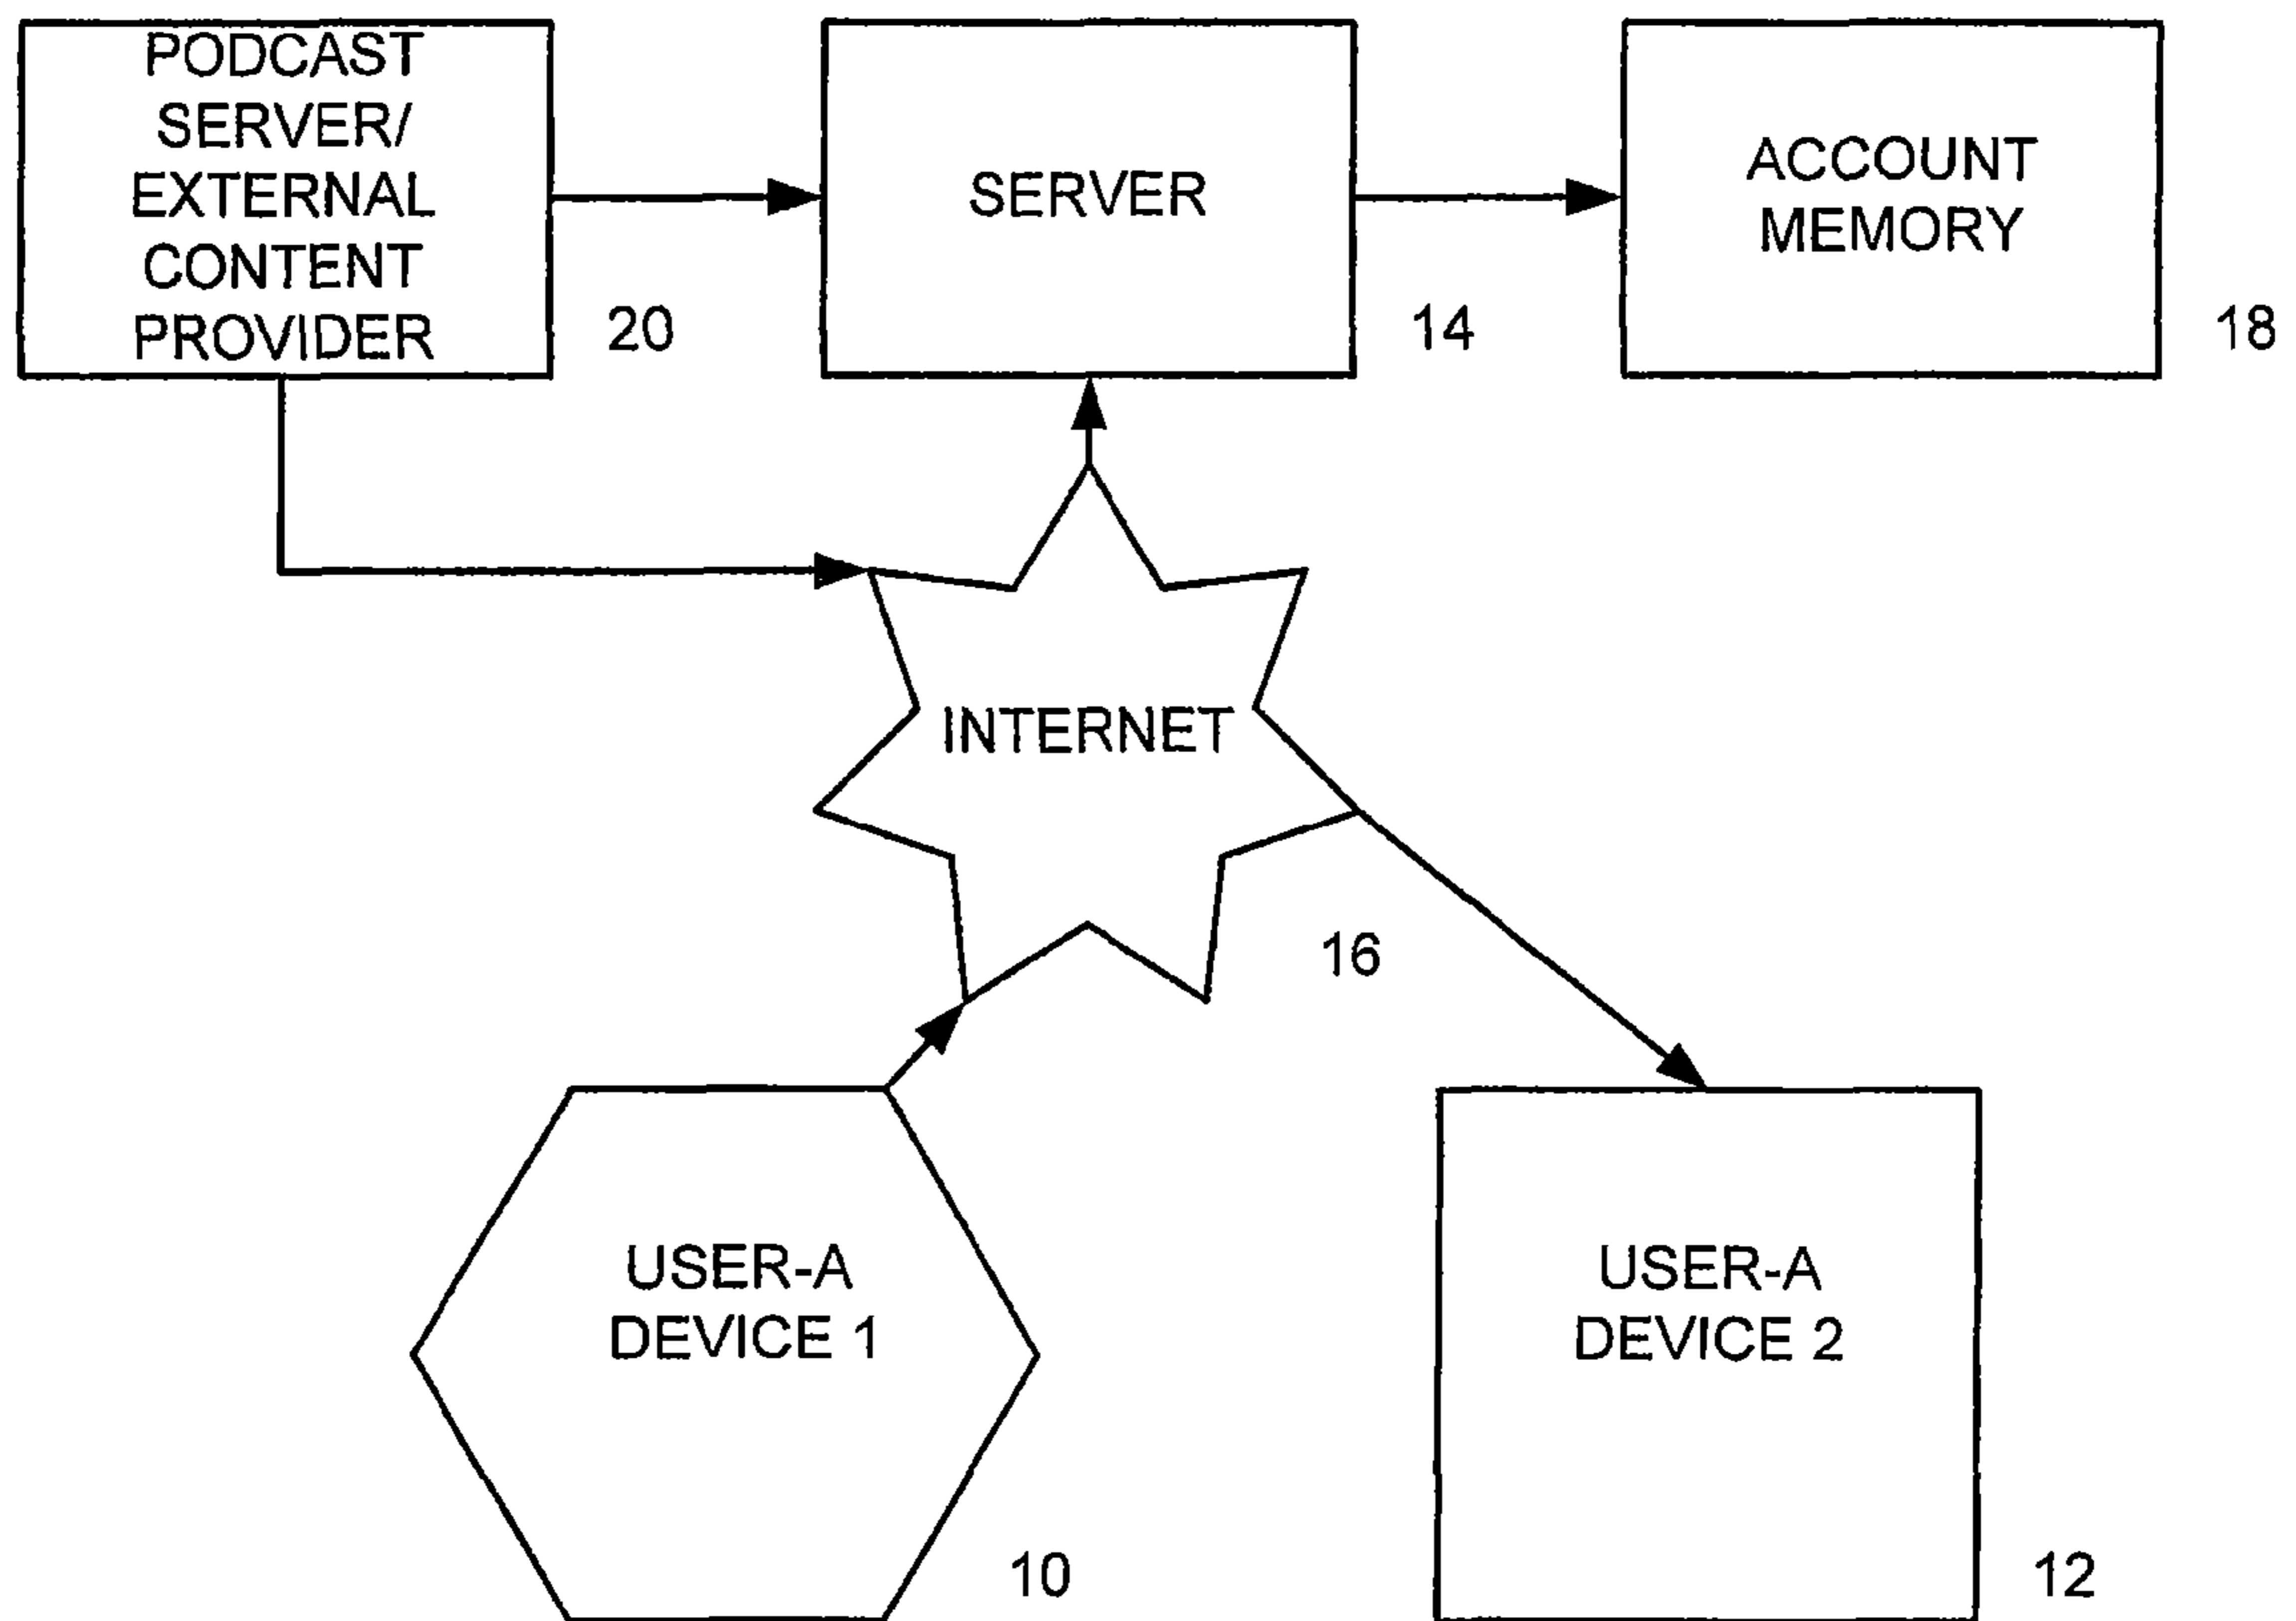 PODCAST
SERVER/
EXTERNAL
CONTENT
PROVIDER
20
SERVER
14
ACCOUNT
MEMORY
18
INTERNET
16
USER-A
DEVICE 1
10
USER-A
DEVICE 2
12